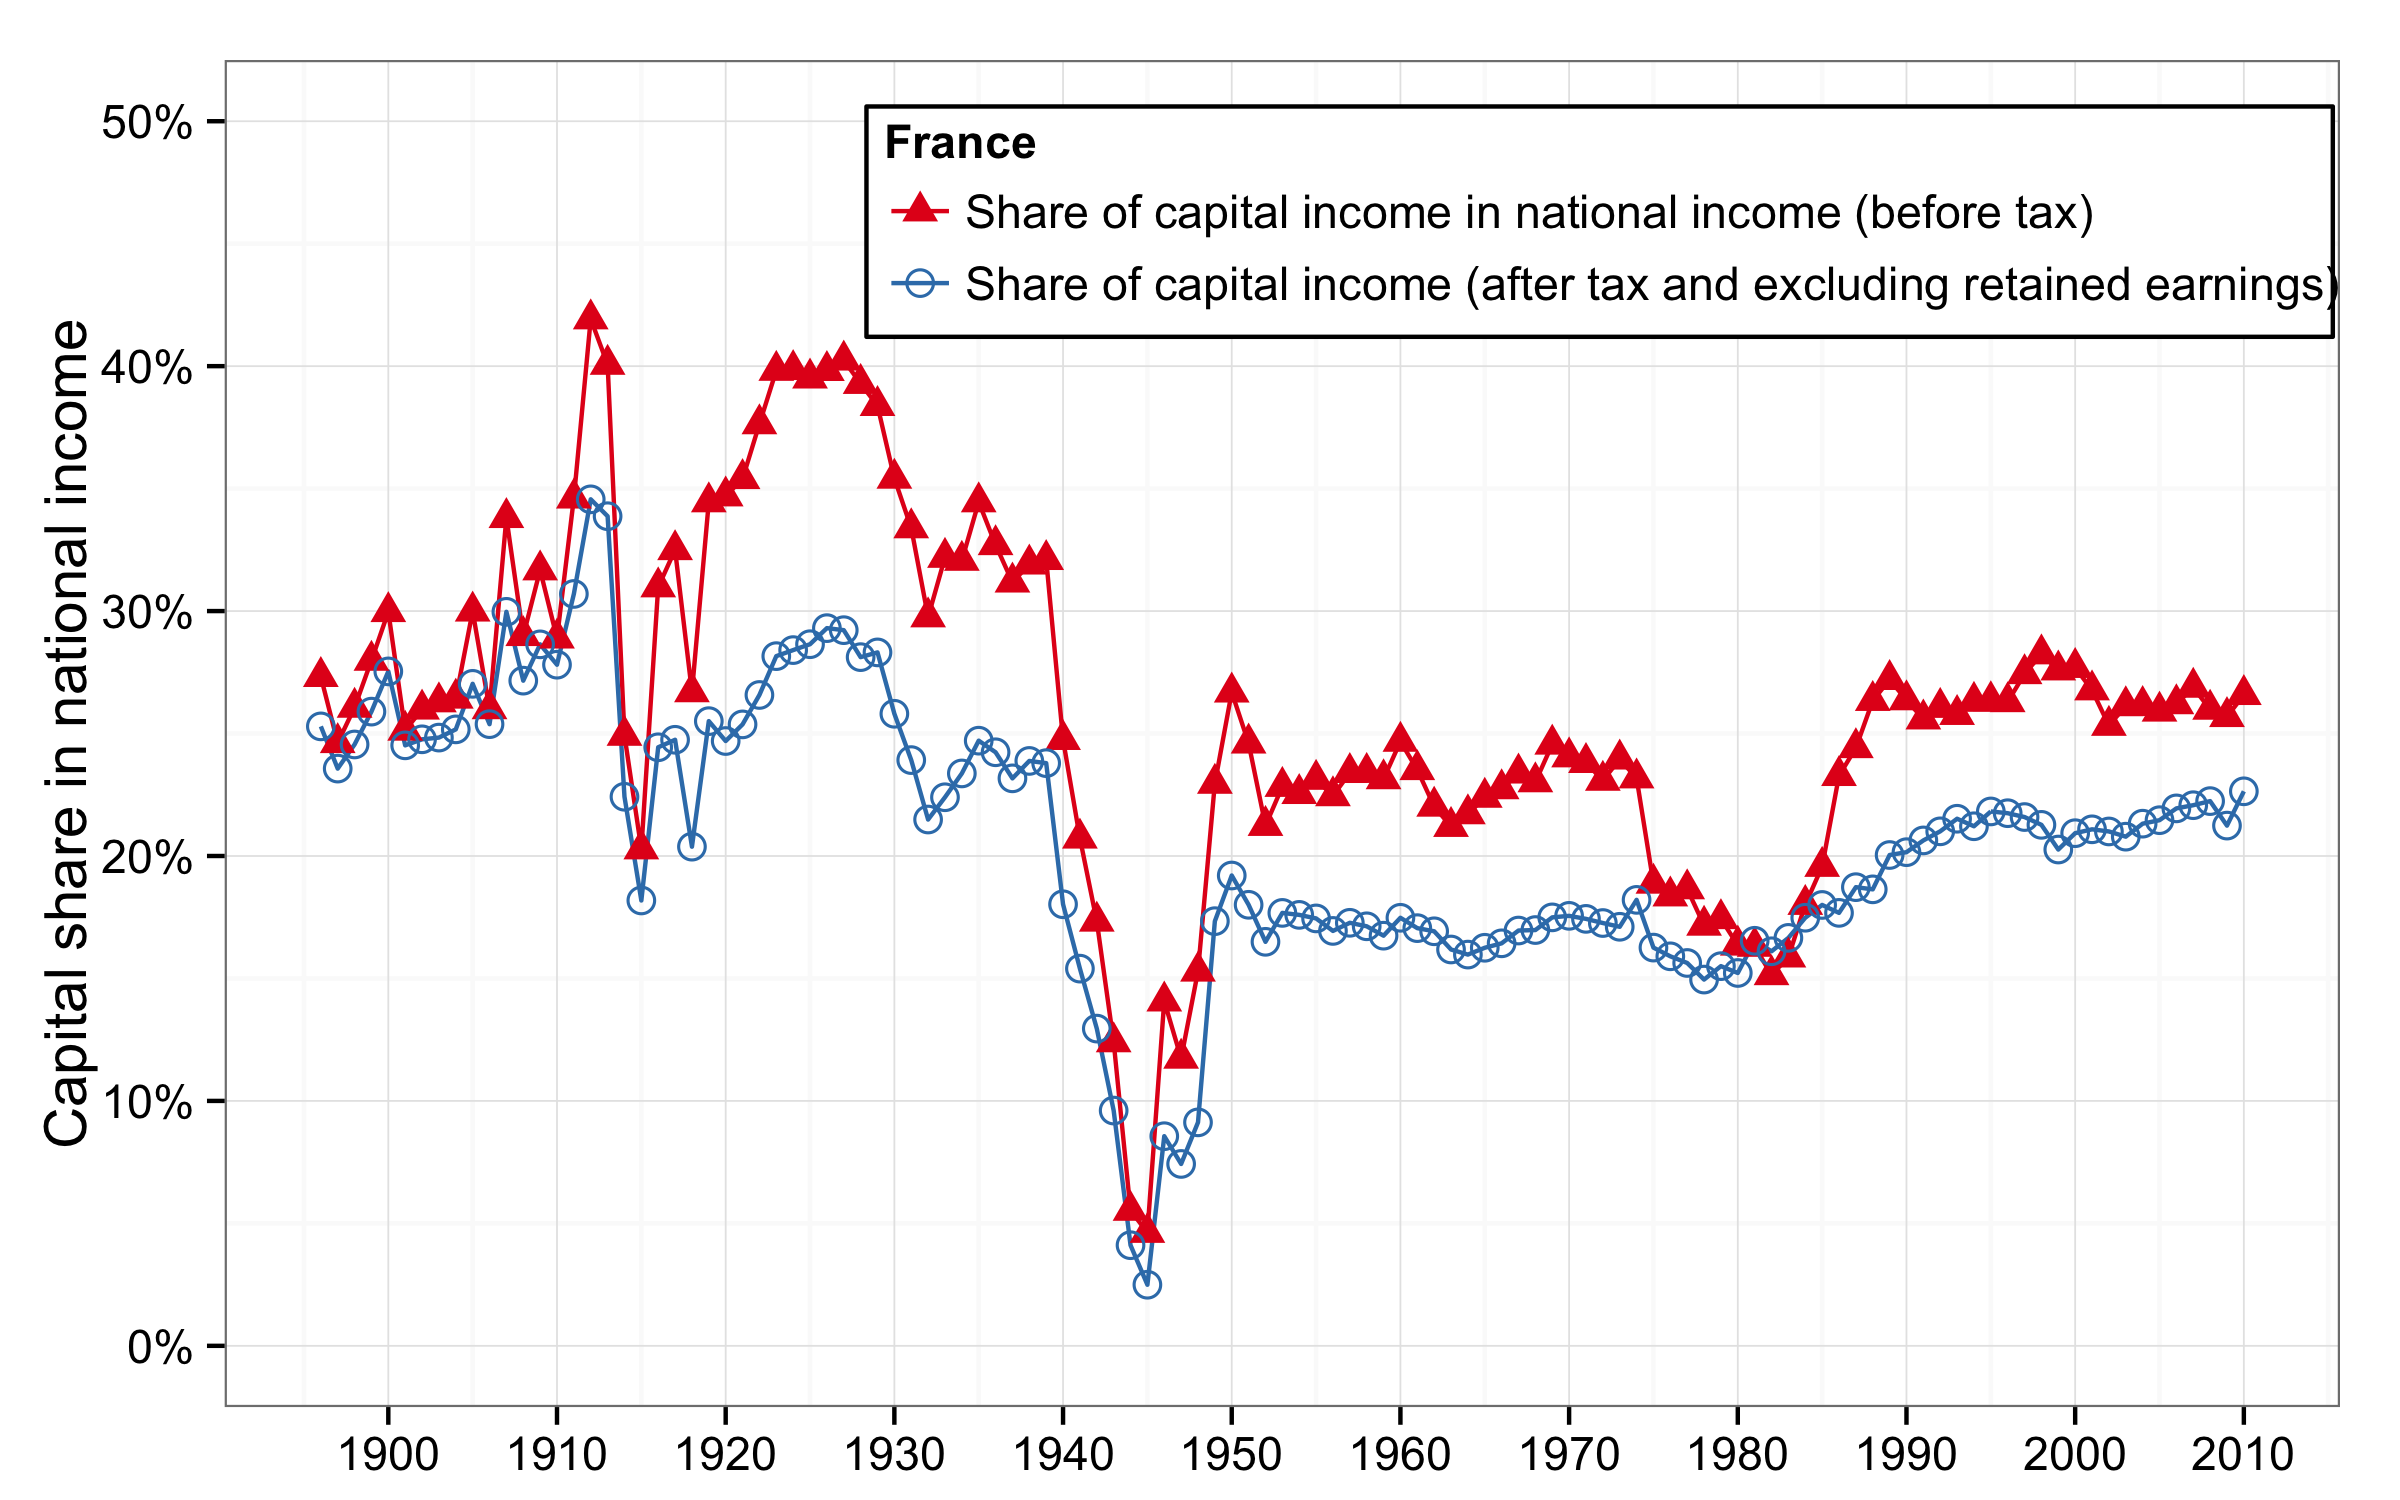 France
Share of capital income in national income (before tax)
Share of capital income (after tax and excluding retained earnings)
Capital share in national income
50%
40%
30%
20%
10%
0%
1900 1910 1920 1930 1940 1950 1960 1970 1980 1990 2000 2010